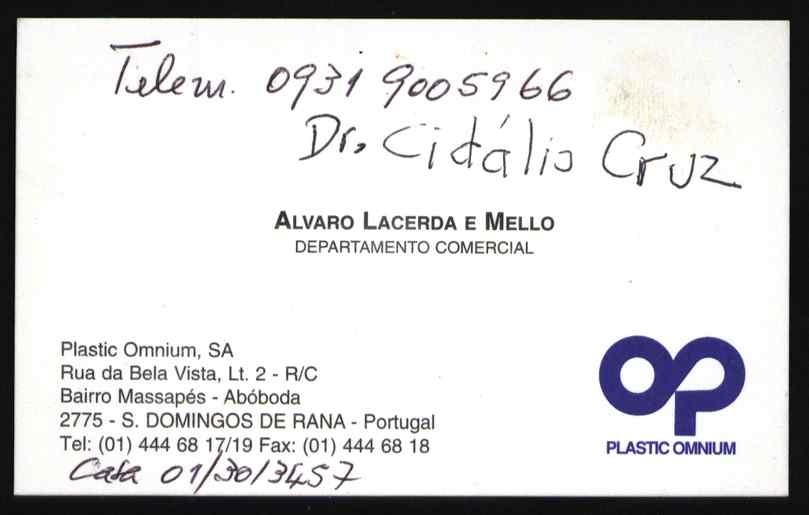 Telem. 0931 9005966
Dr. Cidália Cruz
ALVARO LACERDA E MELLO
DEPARTAMENTO COMERCIAL
Plastic Omnium, SA
Rua da Bela Vista, Lt. 2 - R/C
Bairro Massapés - Abóboda
2775 - S. DOMINGOS DE RANA - Portugal
Tel: (01) 444 68 17/19 Fax: (01) 444 68 18
Casa 01/30/3457
OP
PLASTIC OMNIUM